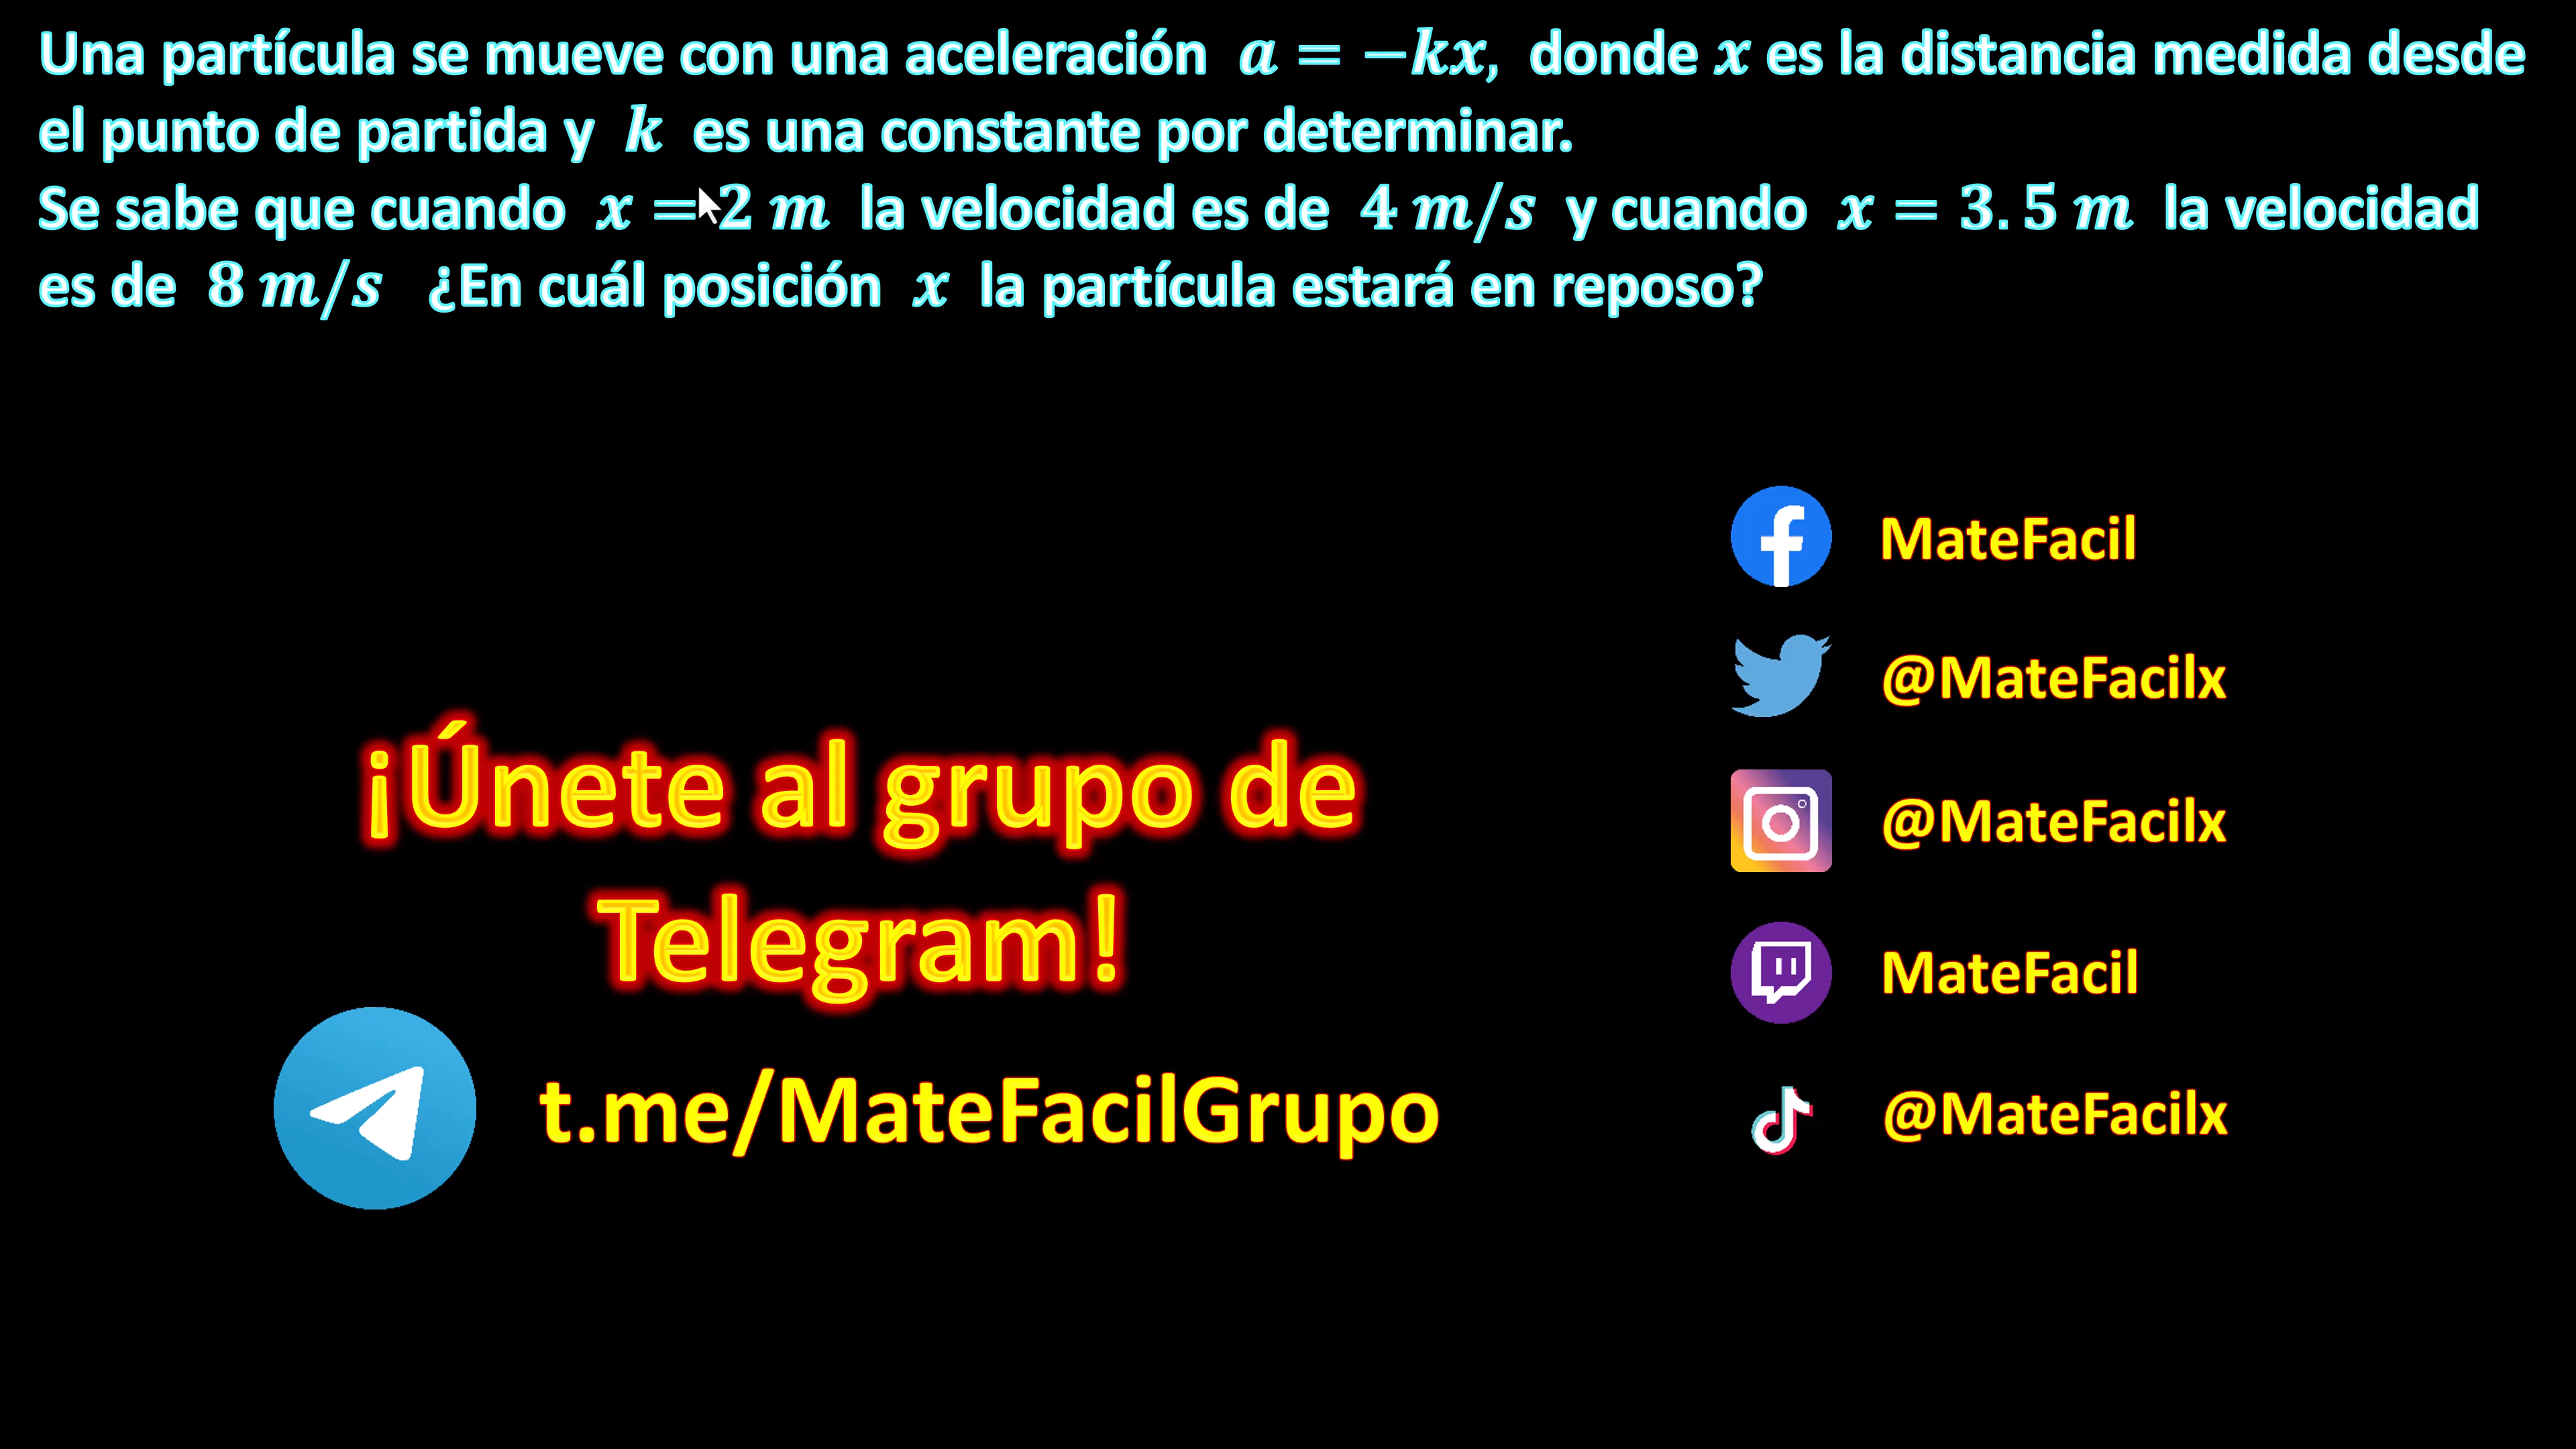 Una partícula se mueve con una aceleración a = −kx, donde x es la distancia medida desde
el punto de partida y k es una constante por determinar.
Se sabe que cuando x = 2 m la velocidad es de 4 m/s y cuando x = 3.5 m la velocidad
es de 8 m/s ¿En cuál posición x la partícula estará en reposo?
MateFacil
@MateFacilx
@MateFacilx
MateFacil
@MateFacilx
¡Únete al grupo de
Telegram!
t.me/MateFacilGrupo